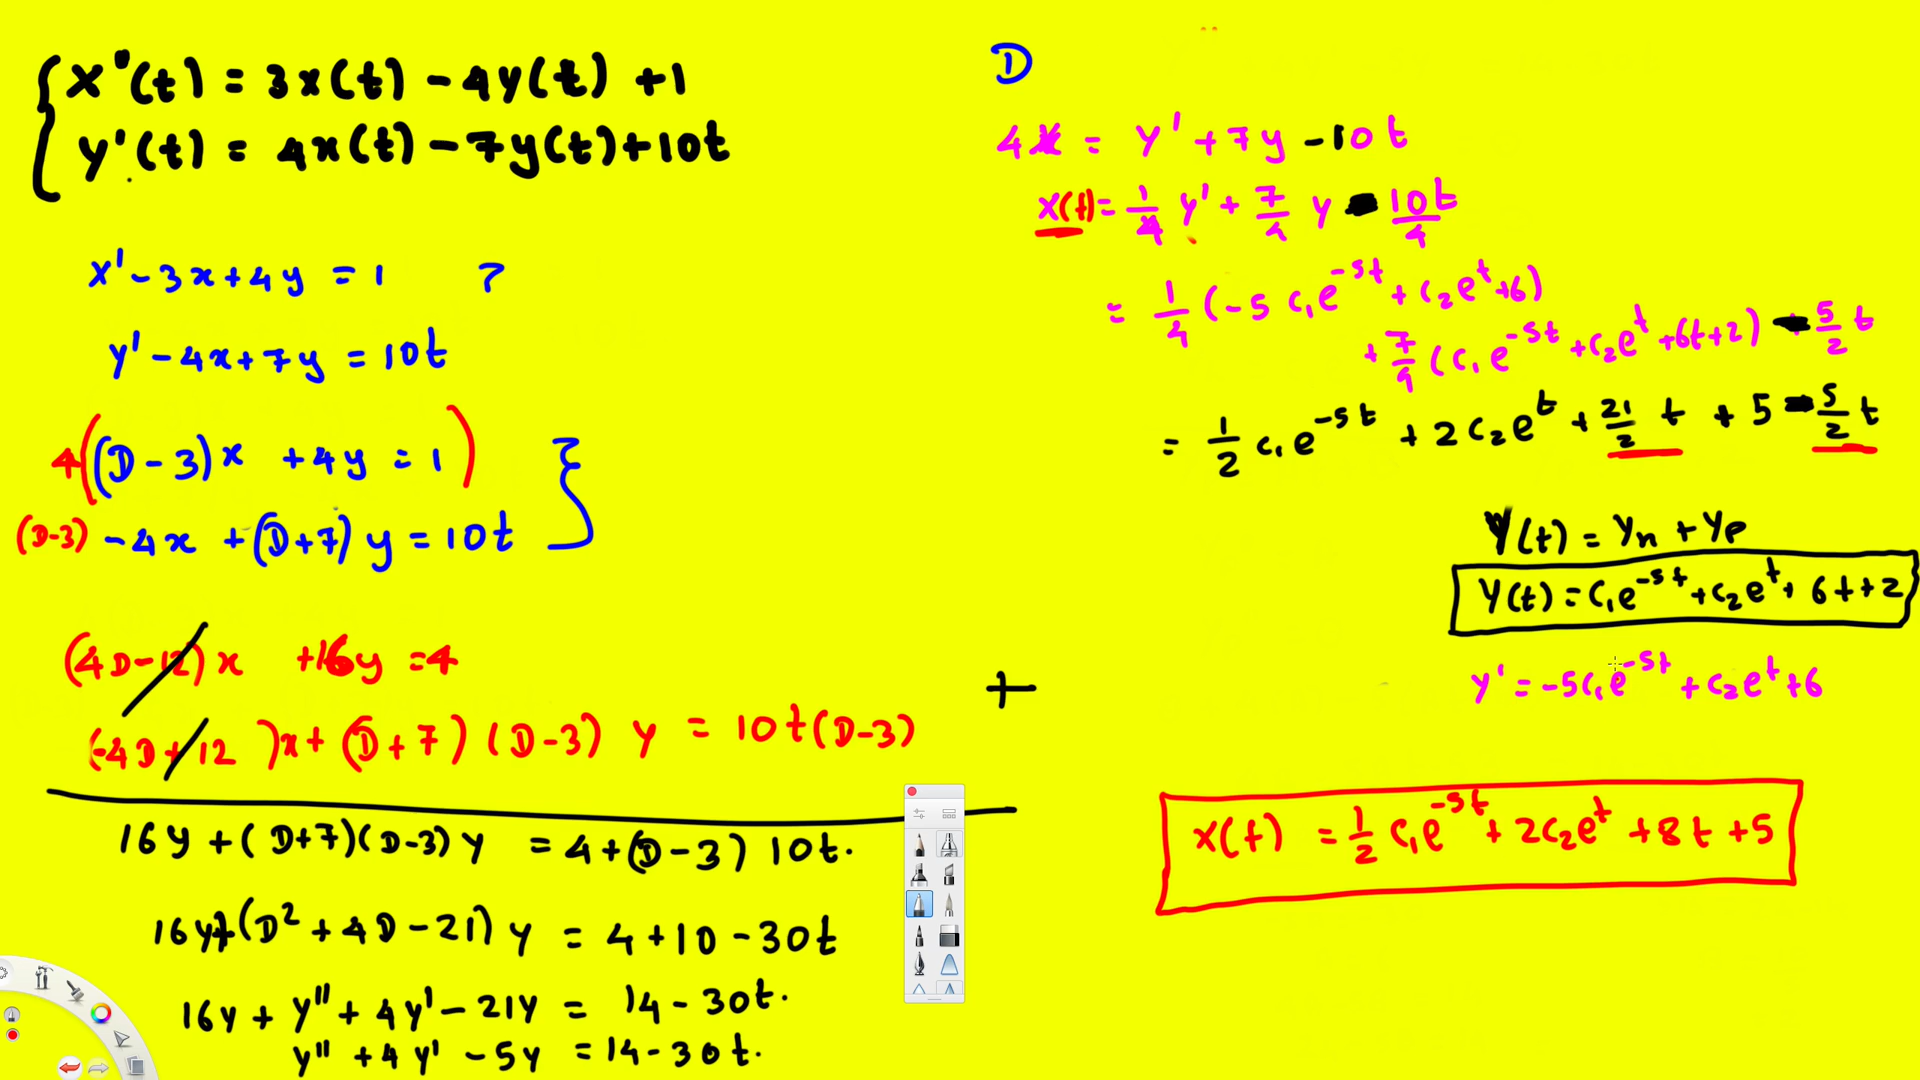 x''(t) = 3x(t) - 4y(t) + 1
y'(t) = 4x(t) - 7y(t) + 10t
x' - 3x + 4y = 1 ?
y' - 4x + 7y = 10t
4((D - 3)x + 4y = 1)
(D-3) -4x + (D+7)y = 10t
(4D-12)x +16y = 4
(-4D+12)x + (D+7)(D-3)y = 10t(D-3)
+
16y + (D+7)(D-3)y = 4+(D-3)10t.
16y+(D² + 4D - 21)y = 4+10-30t
16y + y'' + 4y' - 21y = 14 - 30t.
y'' + 4y' - 5y = 14 - 30t.
D
4x = y' + 7y - 10t
x(t) = 1/4 y' + 7/4 y - 10t/4
= 1/4 (-5c₁e^-5t + c₂e^t + 6)
+ 7/4 (c₁e^-5t + c₂e^t + 6t + 2) - 5/2 t
= 1/2 c₁e^-5t + 2c₂e^t + 21/2 t + 5 - 5/2 t
Y(t) = Yh + Yp
Y(t) = c₁e^-5t + c₂e^t + 6t + 2
y' = -5c₁e^-5t + c₂e^t + 6
x(t) = 1/2 c₁e^-5t + 2c₂e^t + 8t + 5